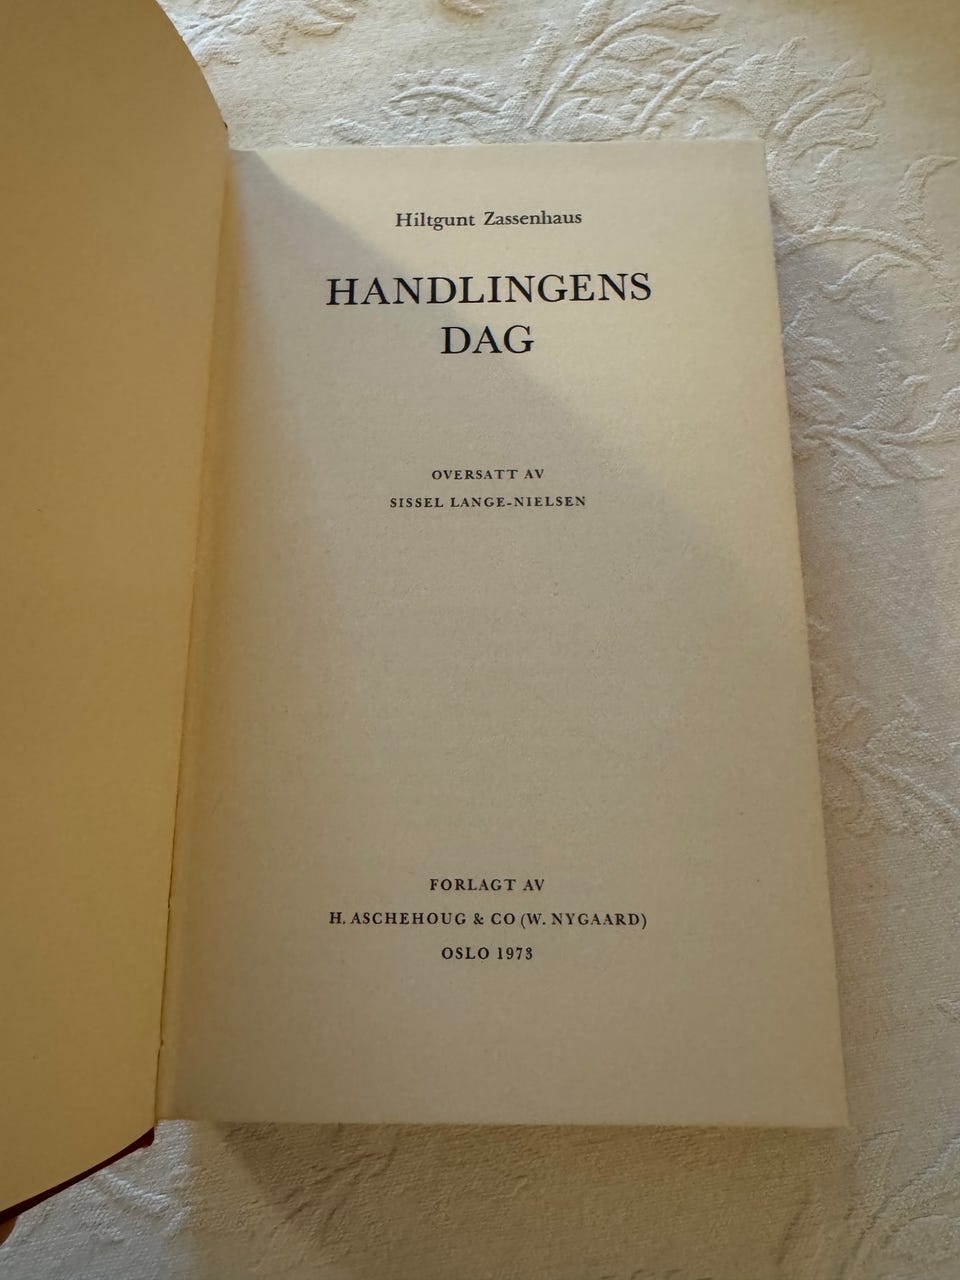 Hiltgunt Zassenhaus
HANDLINGENS
DAG
OVERSATT AV
SISSEL LANGE-NIELSEN
FORLAGT AV
H. ASCHEHOUG & CO (W. NYGAARD)
OSLO 1973